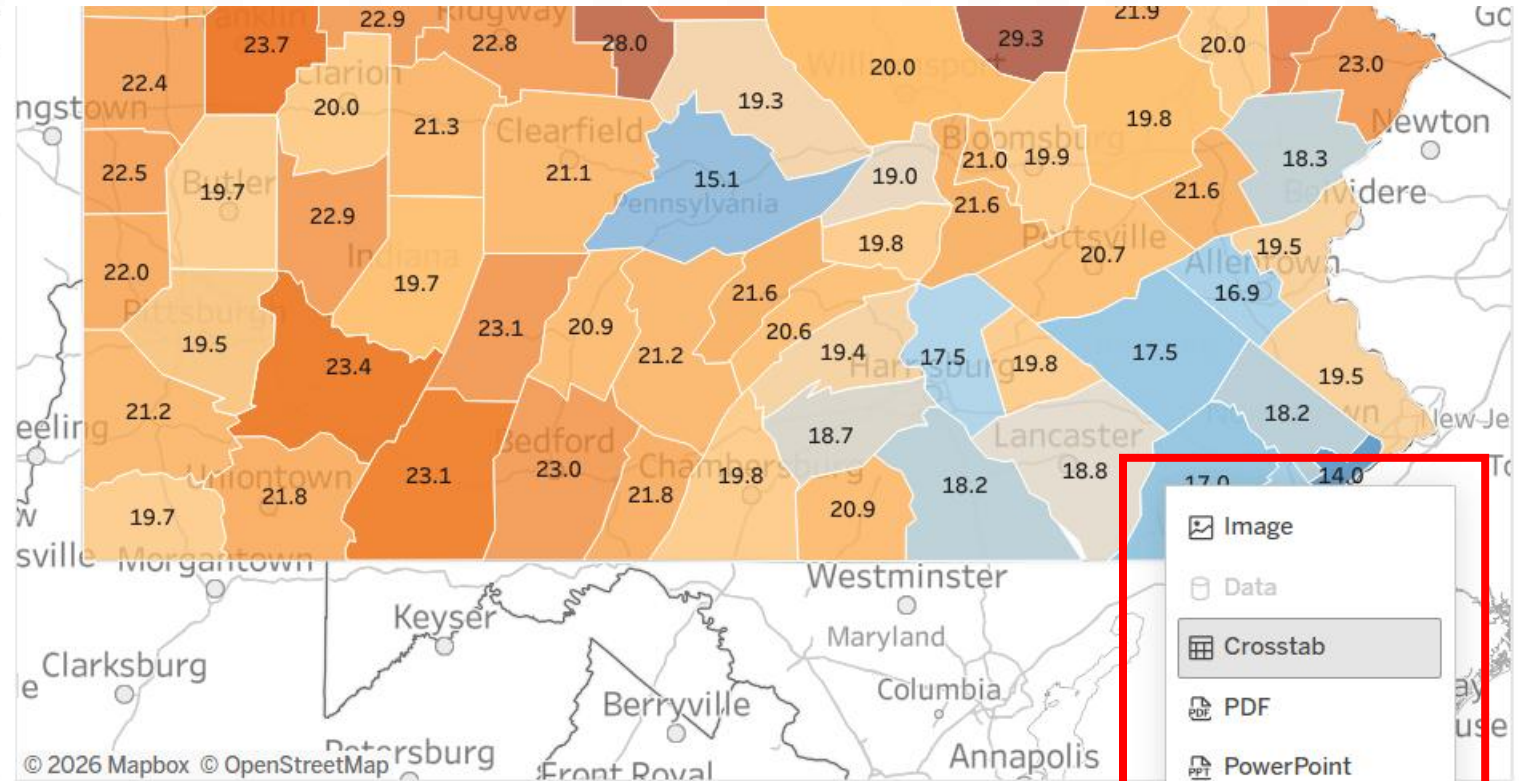 Franklin
Ridgway
22.9
21.9
23.7
22.8
28.0
29.3
20.0
23.0
22.4
Clarion
20.0
19.3
20.0
21.3
Clearfield
Bloomsburg
19.8
Newton
22.5
Butler
19.7
22.9
21.1
15.1
Pennsylvania
19.0
21.0
19.9
21.6
21.6
18.3
Belvidere
22.0
Indiana
19.7
19.8
Pottsville
20.7
Allentown
19.5
16.9
Pittsburgh
19.5
23.4
23.1
20.9
21.6
21.2
20.6
19.4
Harrisburg
17.5
19.8
17.5
19.5
21.2
eeling
Bedford
18.7
Lancaster
18.2
New Je
Uniontown
21.8
23.1
23.0
Chambersburg
21.8
19.8
20.9
18.2
18.8
17.0
14.0
19.7
sville
Morgantown
Westminster
Image
Data
Keyser
Maryland
Crosstab
Clarksburg
Columbia
Berryville
PDF
Annapolis
PowerPoint
© 2026 Mapbox © OpenStreetMap
Front Royal